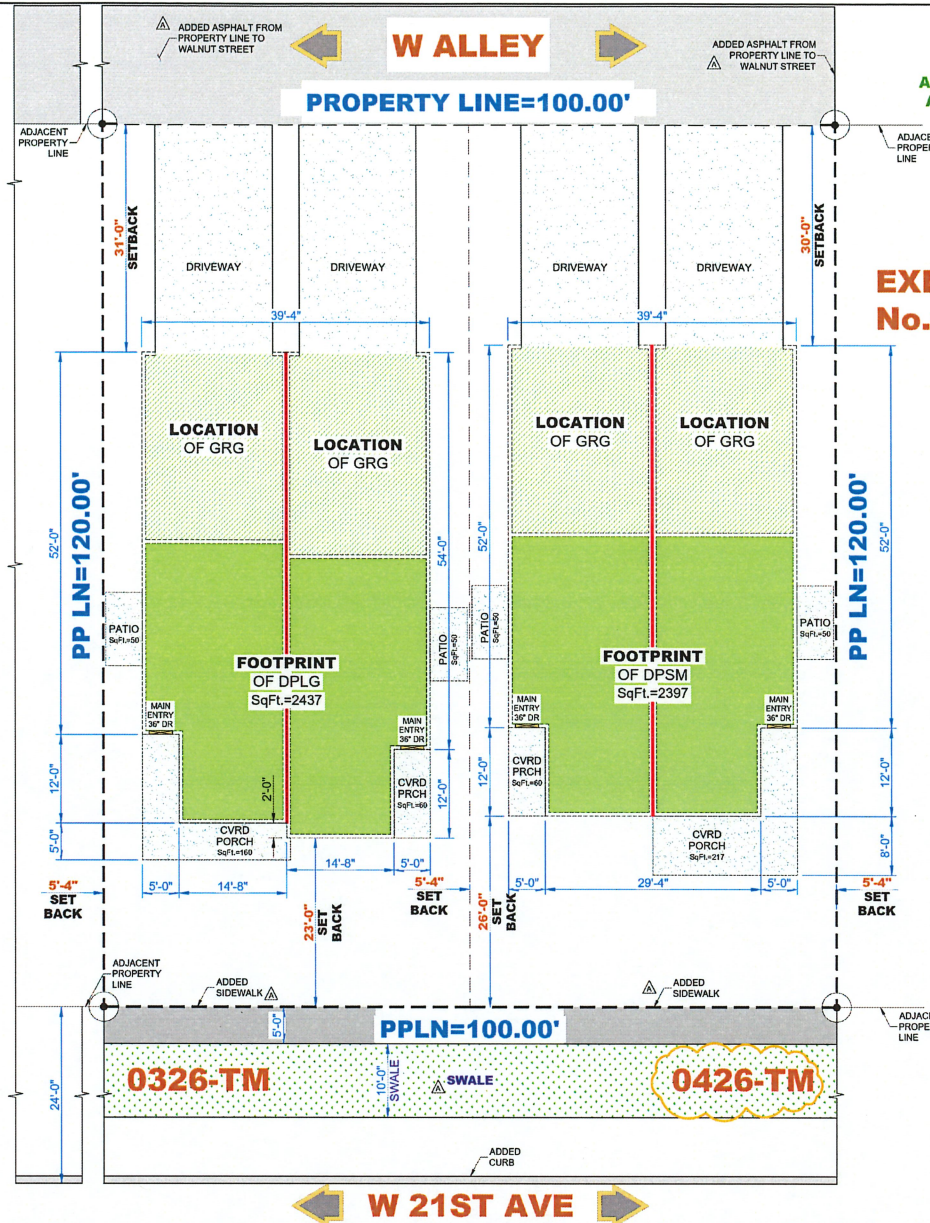 ADDED ASPHALT FROM
PROPERTY LINE TO
WALNUT STREET
A
W ALLEY
ADDED ASPHALT FROM
PROPERTY LINE TO
WALNUT STREET
A
PROPERTY LINE=100.00'
ADJACENT
PROPERTY
LINE
LINE
31'-0"
SETBACK
DRIVEWAY
DRIVEWAY
DRIVEWAY
DRIVEWAY
30'-0"
SETBACK
No.
39'-4"
39'-4"
LOCATION
OF GRG
LOCATION
OF GRG
LOCATION
OF GRG
LOCATION
OF GRG
PP LN=120.00'
52'-0"
54'-0"
52'-0"
52'-0"
PP LN=120.00'
PATIO
SqFt.=50
PATIO
SqFt.=50
PATIO
SqFt.=50
PATIO
SqFt.=50
FOOTPRINT
OF DPLG
SqFt.=2437
FOOTPRINT
OF DPSM
SqFt.=2397
MAIN
ENTRY
36" DR
MAIN
ENTRY
36" DR
MAIN
ENTRY
36" DR
MAIN
ENTRY
36" DR
12'-0"
2'-0"
CVRD
PRCH
SqFt.=60
12'-0"
12'-0"
CVRD
PRCH
SqFt.=60
12'-0"
5'-0"
CVRD
PORCH
SqFt.=160
CVRD
PORCH
SqFt.=217
8'-0"
5'-4"
SET
BACK
5'-0"
14'-8"
14'-8"
5'-0"
5'-4"
SET
BACK
5'-0"
29'-4"
5'-0"
5'-4"
SET
BACK
23'-0"
SET
BACK
26'-0"
SET
BACK
ADJACENT
PROPERTY
LINE
ADDED
SIDEWALK
A
A
ADDED
SIDEWALK
LINE
5'-0"
PPLN=100.00'
24'-0"
0326-TM
10'-0"
SWALE
A
SWALE
0426-TM
ADDED
CURB
W 21ST AVE